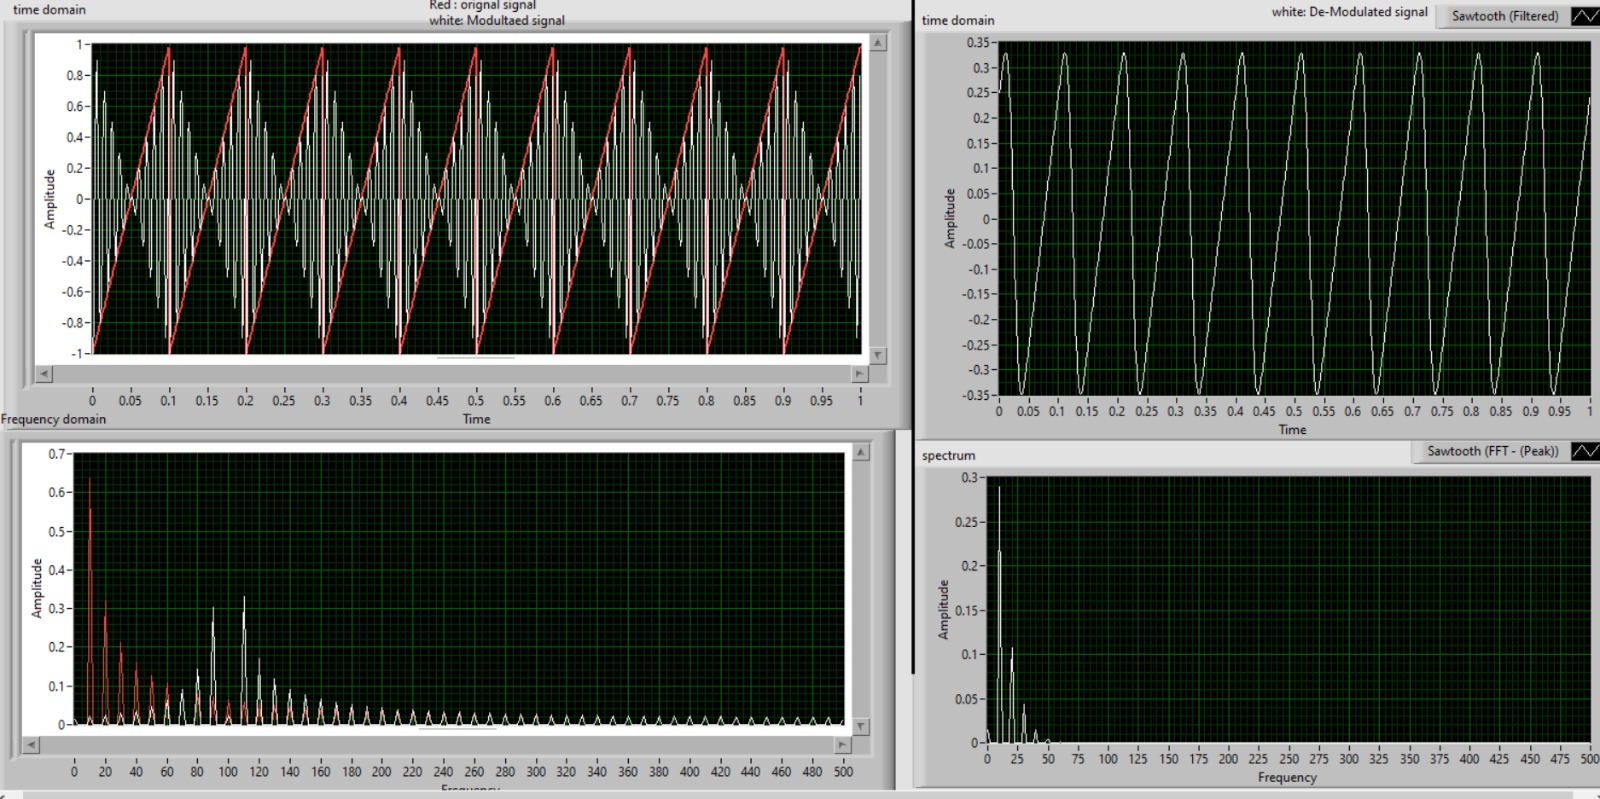 time domain
Red : orignal signal
white: Modultaed signal
1
0.8
0.6
0.4
0.2
0
-0.2
-0.4
-0.6
-0.8
-1
Amplitude
0 0.05 0.1 0.15 0.2 0.25 0.3 0.35 0.4 0.45 0.5 0.55 0.6 0.65 0.7 0.75 0.8 0.85 0.9 0.95 1
Time
Frequency domain
0.7
0.6
0.5
0.4
0.3
0.2
0.1
0
Amplitude
0 20 40 60 80 100 120 140 160 180 200 220 240 260 280 300 320 340 360 380 400 420 440 460 480 500
Frequency
time domain
white: De-Modulated signal
Sawtooth (Filtered)
0.35
0.3
0.25
0.2
0.15
0.1
0.05
0
-0.05
-0.1
-0.15
-0.2
-0.25
-0.3
-0.35
Amplitude
0 0.05 0.1 0.15 0.2 0.25 0.3 0.35 0.4 0.45 0.5 0.55 0.6 0.65 0.7 0.75 0.8 0.85 0.9 0.95 1
Time
spectrum
Sawtooth (FFT - (Peak))
0.3
0.25
0.2
0.15
0.1
0.05
0
Amplitude
0 25 50 75 100 125 150 175 200 225 250 275 300 325 350 375 400 425 450 475 500
Frequency